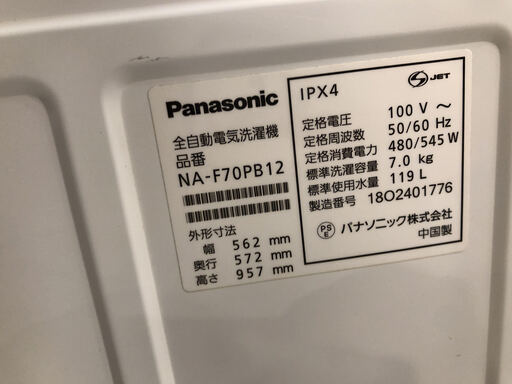 Panasonic
全自動電気洗濯機
品番
NA-F70PB12
外形寸法
幅 562 mm
奥行 572 mm
高さ 957 mm
IPX4
S JET
定格電圧 100 V ～
定格周波数 50/60 Hz
定格消費電力 480/545 W
標準洗濯容量 7.0 kg
標準使用水量 119 L
製造番号 18O2401776
PS E パナソニック株式会社
中国製